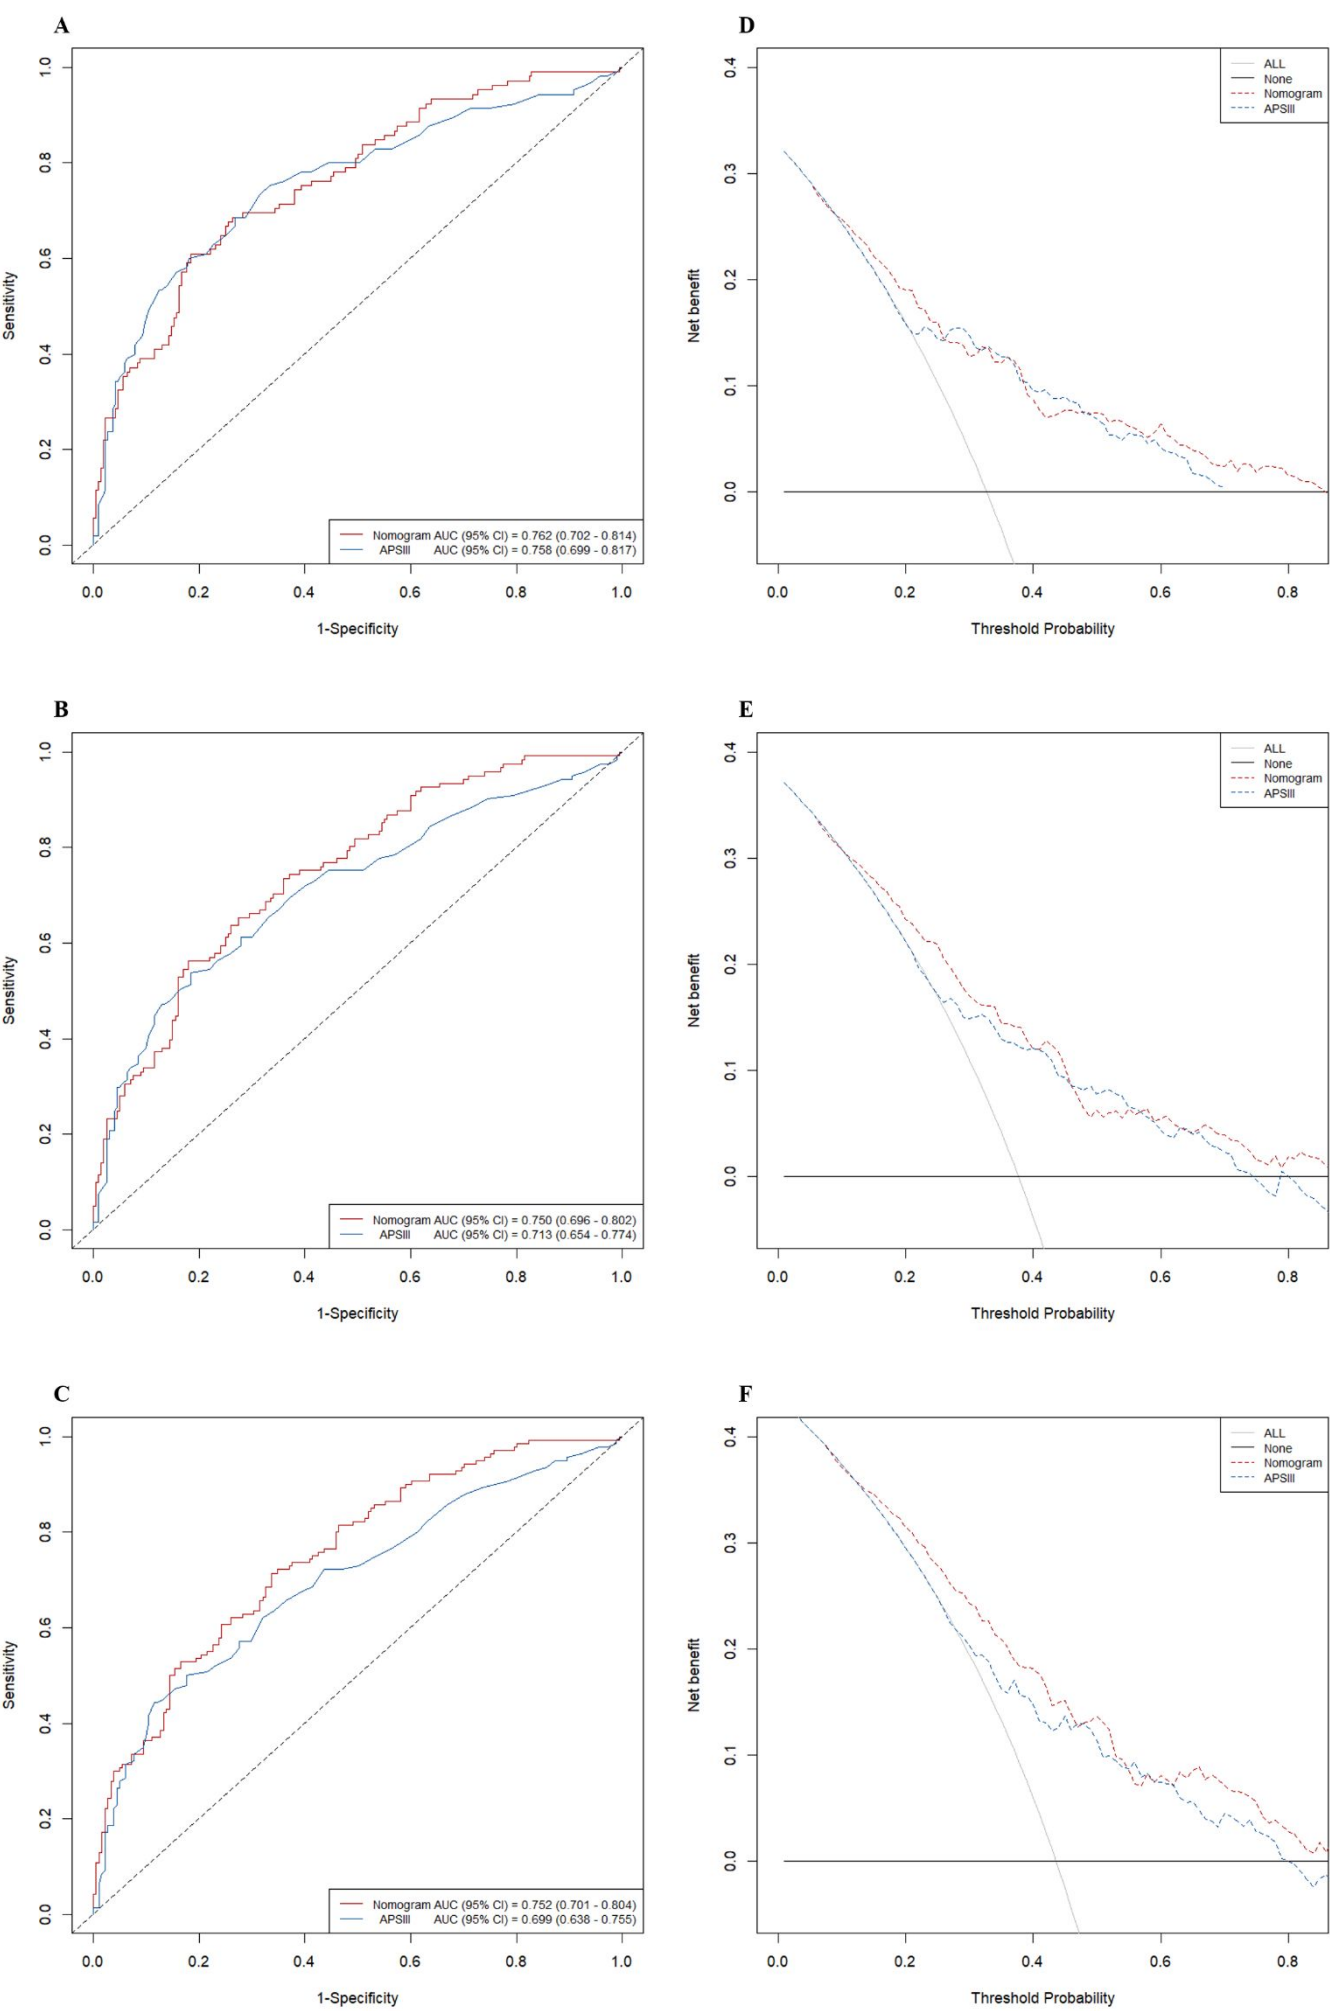 A
1.0
0.8
0.6
0.4
0.2
0.0
Sensitivity
Nomogram AUC (95% CI) = 0.762 (0.702 - 0.814)
APSIII AUC (95% CI) = 0.758 (0.699 - 0.817)
0.0 0.2 0.4 0.6 0.8 1.0
1-Specificity
D
0.4
0.3
0.2
0.1
0.0
Net benefit
ALL
None
Nomogram
APSIII
0.0 0.2 0.4 0.6 0.8
Threshold Probability
B
1.0
0.8
0.6
0.4
0.2
0.0
Sensitivity
Nomogram AUC (95% CI) = 0.750 (0.696 - 0.802)
APSIII AUC (95% CI) = 0.713 (0.654 - 0.774)
0.0 0.2 0.4 0.6 0.8 1.0
1-Specificity
E
0.4
0.3
0.2
0.1
0.0
Net benefit
ALL
None
Nomogram
APSIII
0.0 0.2 0.4 0.6 0.8
Threshold Probability
C
1.0
0.8
0.6
0.4
0.2
0.0
Sensitivity
Nomogram AUC (95% CI) = 0.752 (0.701 - 0.804)
APSIII AUC (95% CI) = 0.699 (0.638 - 0.755)
0.0 0.2 0.4 0.6 0.8 1.0
1-Specificity
F
0.4
0.3
0.2
0.1
0.0
Net benefit
ALL
None
Nomogram
APSIII
0.0 0.2 0.4 0.6 0.8
Threshold Probability